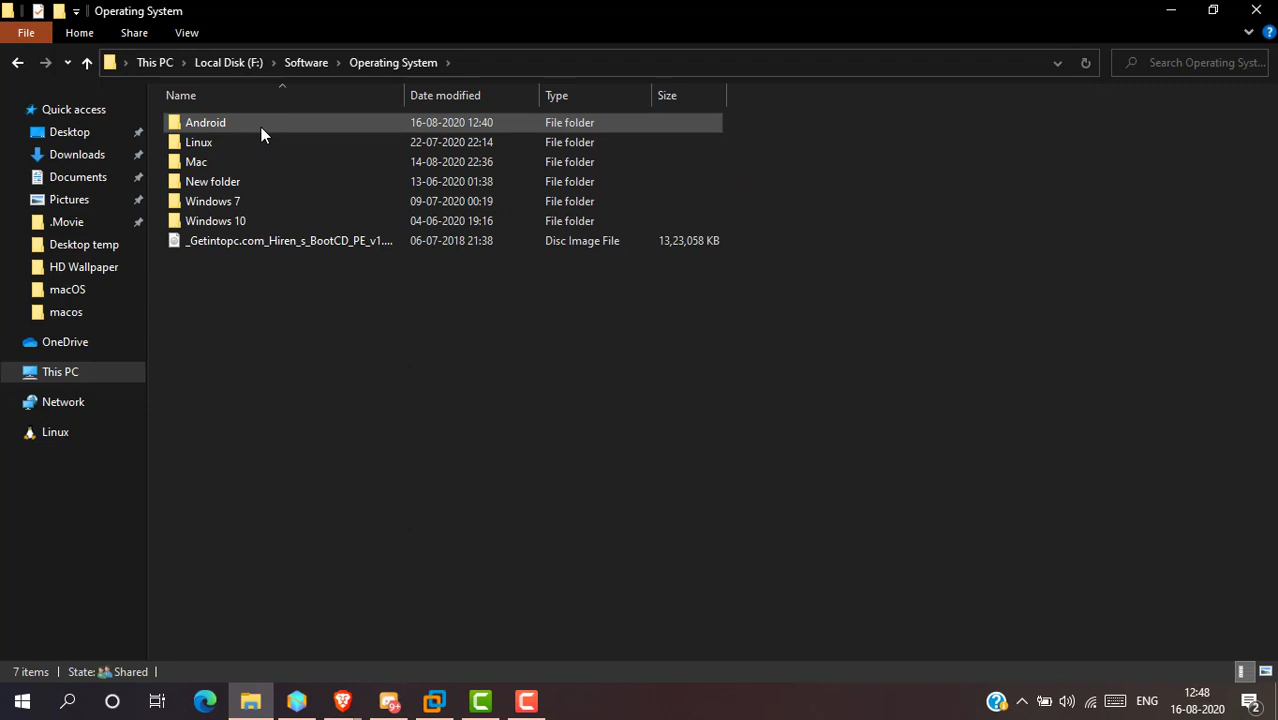 Operating System
File Home Share View
This PC Local Disk (F:) Software Operating System Search Operating Syst...
Name Date modified Type Size
Quick access
Desktop
Downloads
Documents
Pictures
.Movie
Desktop temp
HD Wallpaper
macOS
macos
OneDrive
This PC
Network
Linux
Android 16-08-2020 12:40 File folder
Linux 22-07-2020 22:14 File folder
Mac 14-08-2020 22:36 File folder
New folder 13-06-2020 01:38 File folder
Windows 7 09-07-2020 00:19 File folder
Windows 10 04-06-2020 19:16 File folder
_Getintopc.com_Hiren_s_BootCD_PE_v1.... 06-07-2018 21:38 Disc Image File 13,23,058 KB
7 items State: Shared
ENG
12:48
16-08-2020
2